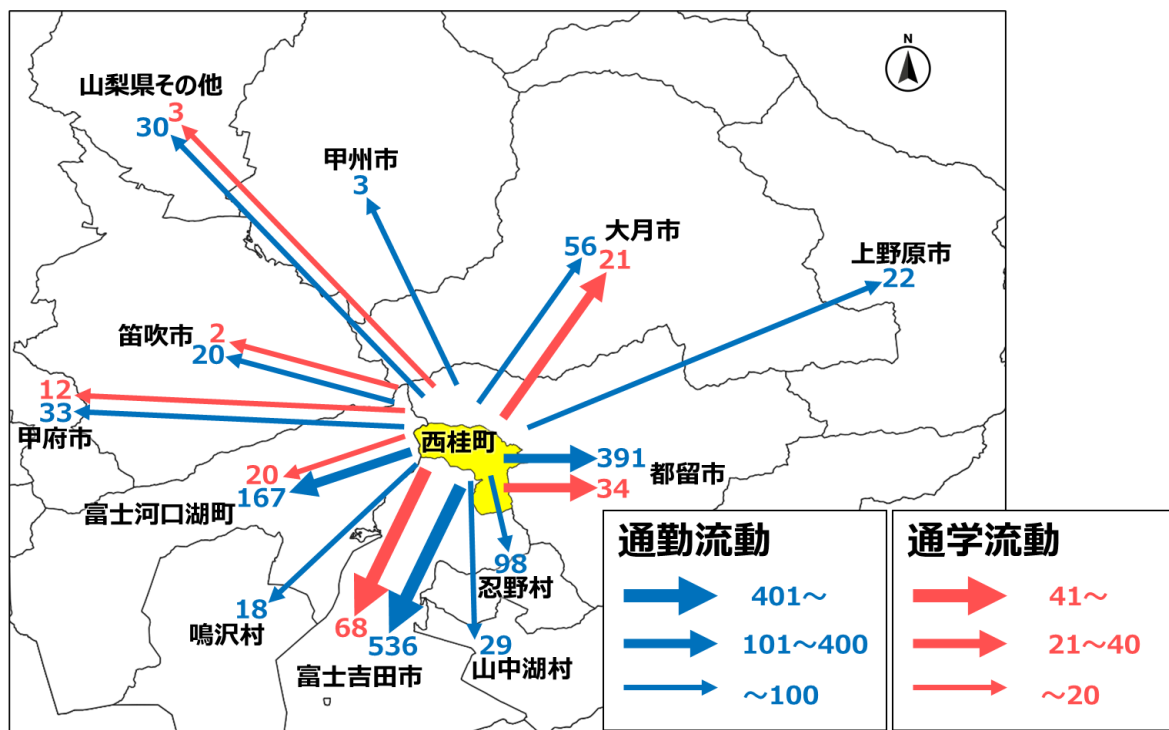 N
山梨県その他
3
30
甲州市
3
大月市
56
21
上野原市
22
笛吹市
2
20
12
33
甲府市
西桂町
391
34
都留市
20
167
富士河口湖町
98
忍野村
18
鳴沢村
68
536
富士吉田市
29
山中湖村
通勤流動
401～
101～400
～100
通学流動
41～
21～40
～20